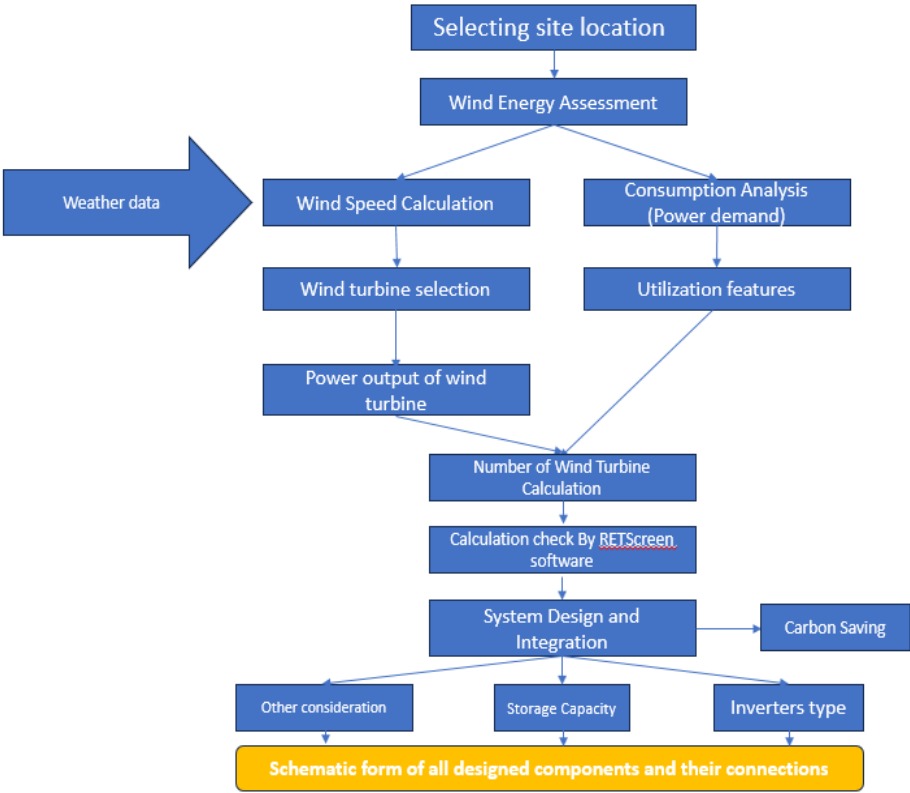 Selecting site location
Wind Energy Assessment
Weather data
Wind Speed Calculation
Consumption Analysis
(Power demand)
Wind turbine selection
Utilization features
Power output of wind
turbine
Number of Wind Turbine
Calculation
Calculation check By RETScreen
software
System Design and
Integration
Carbon Saving
Other consideration
Storage Capacity
Inverters type
Schematic form of all designed components and their connections